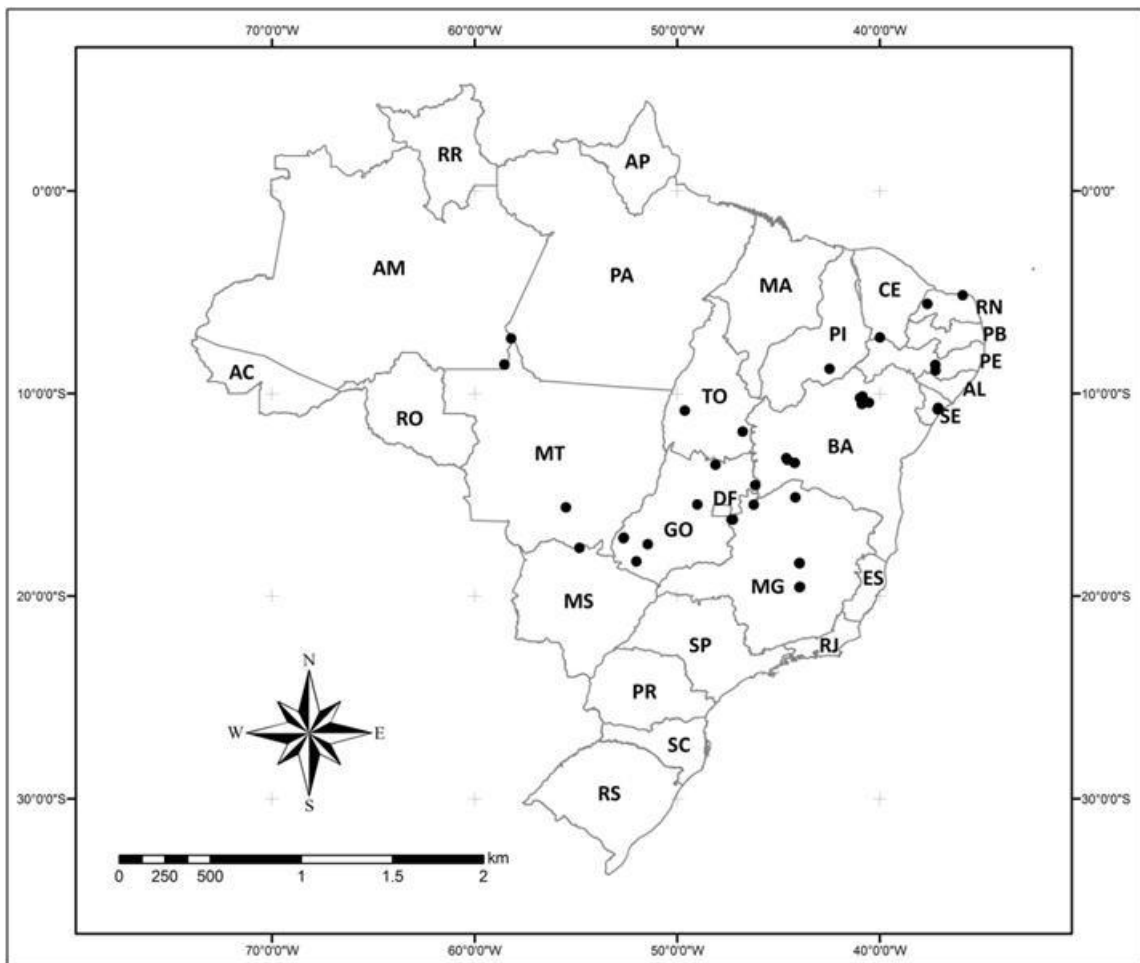 70°0'0"W 60°0'0"W 50°0'0"W 40°0'0"W
RR
AP
0°0'0" 0°0'0"S
AM
PA
MA
CE
RN
PI
PB
PE
AC
AL
TO
10°0'0"S 10°0'0"S
RO
SE
BA
MT
DF
GO
ES
MG
MS
20°0'0"S 20°0'0"S
SP
RJ
N
PR
W E
SC
RS
S
30°0'0"S 30°0'0"S
km
0 250 500 1 1.5 2
70°0'0"W 60°0'0"W 50°0'0"W 40°0'0"W